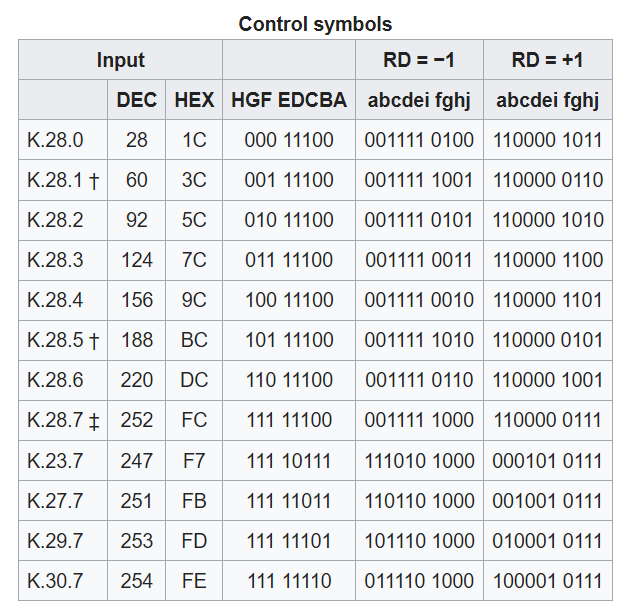 Control symbols
Input RD = −1 RD = +1
DEC HEX HGF EDCBA abcdei fghj abcdei fghj
K.28.0 28 1C 000 11100 001111 0100 110000 1011
K.28.1 † 60 3C 001 11100 001111 1001 110000 0110
K.28.2 92 5C 010 11100 001111 0101 110000 1010
K.28.3 124 7C 011 11100 001111 0011 110000 1100
K.28.4 156 9C 100 11100 001111 0010 110000 1101
K.28.5 † 188 BC 101 11100 001111 1010 110000 0101
K.28.6 220 DC 110 11100 001111 0110 110000 1001
K.28.7 ‡ 252 FC 111 11100 001111 1000 110000 0111
K.23.7 247 F7 111 10111 111010 1000 000101 0111
K.27.7 251 FB 111 11011 110110 1000 001001 0111
K.29.7 253 FD 111 11101 101110 1000 010001 0111
K.30.7 254 FE 111 11110 011110 1000 100001 0111